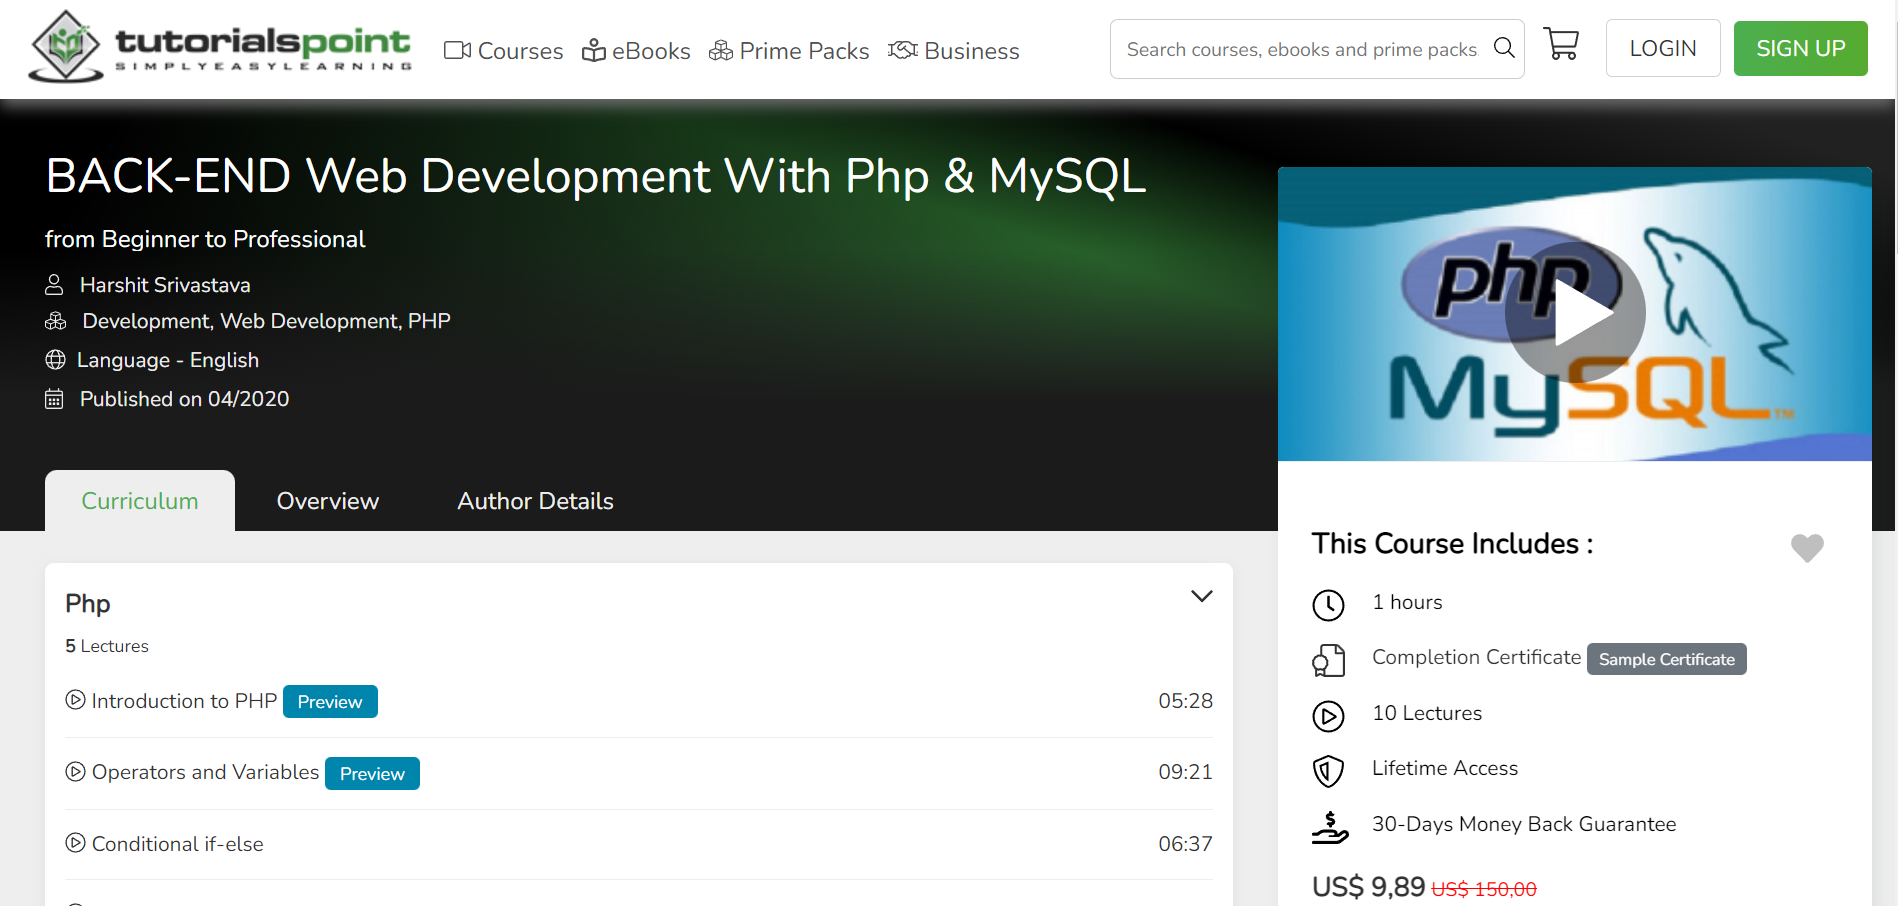 tutorialspoint
SIMPLYEASYLEARNING
Courses
eBooks
Prime Packs
Business
Search courses, ebooks and prime packs
LOGIN
SIGN UP
BACK-END Web Development With Php & MySQL
from Beginner to Professional
Harshit Srivastava
Development, Web Development, PHP
Language - English
Published on 04/2020
Curriculum
Overview
Author Details
php
MySQL™
Php
5 Lectures
Introduction to PHP Preview 05:28
Operators and Variables Preview 09:21
Conditional if-else 06:37
This Course Includes :
1 hours
Completion Certificate Sample Certificate
10 Lectures
Lifetime Access
30-Days Money Back Guarantee
US$ 9,89 US$ 150,00